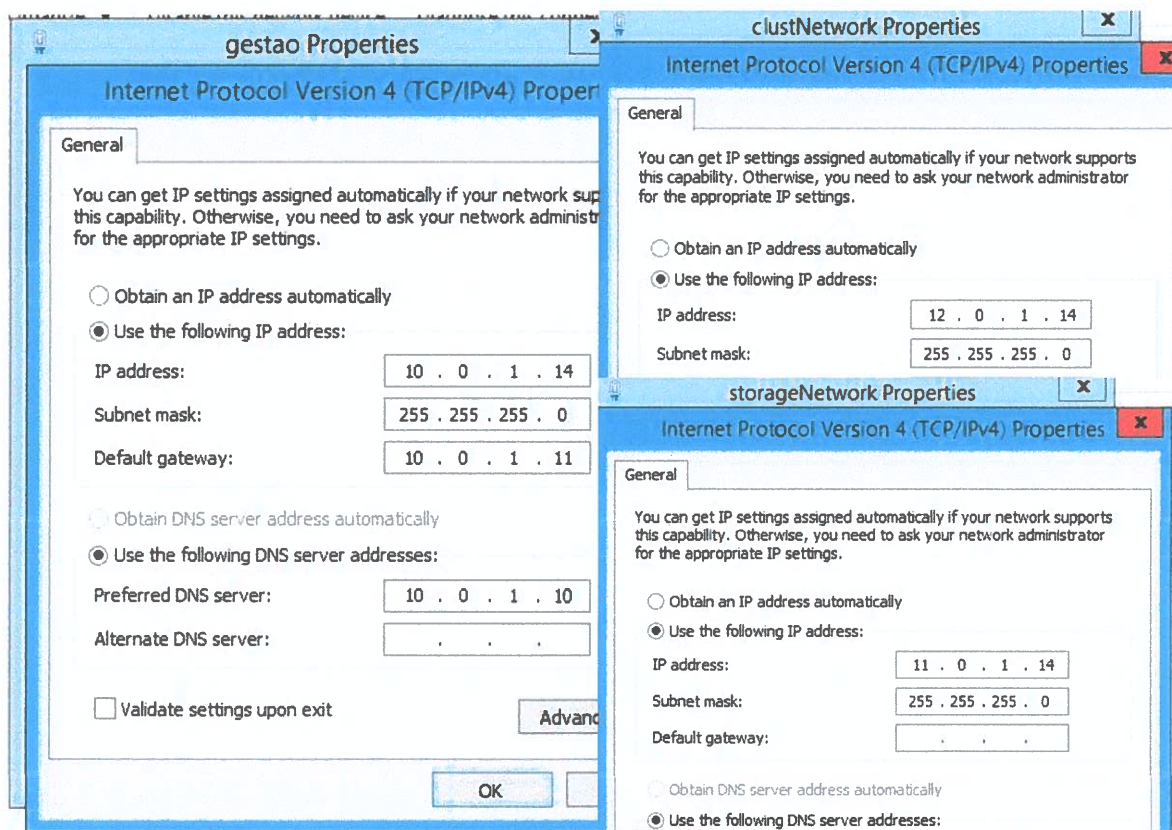 gestao Properties
Internet Protocol Version 4 (TCP/IPv4) Proper
General
You can get IP settings assigned automatically if your network sup
this capability. Otherwise, you need to ask your network administr
for the appropriate IP settings.
Obtain an IP address automatically
Use the following IP address:
IP address: 10 . 0 . 1 . 14
Subnet mask: 255 . 255 . 255 . 0
Default gateway: 10 . 0 . 1 . 11
Obtain DNS server address automatically
Use the following DNS server addresses:
Preferred DNS server: 10 . 0 . 1 . 10
Alternate DNS server: . . .
Validate settings upon exit
Advanc
OK
clustNetwork Properties
Internet Protocol Version 4 (TCP/IPv4) Properties
General
You can get IP settings assigned automatically if your network supports
this capability. Otherwise, you need to ask your network administrator
for the appropriate IP settings.
Obtain an IP address automatically
Use the following IP address:
IP address: 12 . 0 . 1 . 14
Subnet mask: 255 . 255 . 255 . 0
storageNetwork Properties
Internet Protocol Version 4 (TCP/IPv4) Properties
General
You can get IP settings assigned automatically if your network supports
this capability. Otherwise, you need to ask your network administrator
for the appropriate IP settings.
Obtain an IP address automatically
Use the following IP address:
IP address: 11 . 0 . 1 . 14
Subnet mask: 255 . 255 . 255 . 0
Default gateway: . . .
Obtain DNS server address automatically
Use the following DNS server addresses: